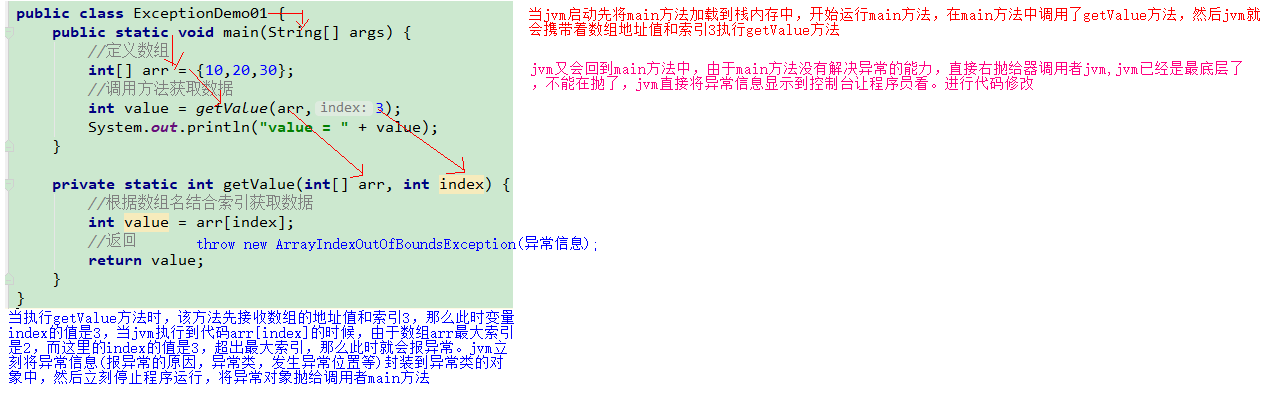 public class ExceptionDemo01 {
public static void main(String[] args) {
//定义数组
int[] arr = {10,20,30};
//调用方法获取数据
int value = getValue(arr, index: 3);
System.out.println("value = " + value);
}
private static int getValue(int[] arr, int index) {
//根据数组名结合索引获取数据
int value = arr[index];
//返回
throw new ArrayIndexOutOfBoundsException(异常信息);
return value;
}
}
当jvm启动先将main方法加载到栈内存中，开始运行main方法，在main方法中调用了getValue方法，然后jvm就
会携带着数组地址值和索引3执行getValue方法
jvm又会回到main方法中，由于main方法没有解决异常的能力，直接右抛给器调用者jvm,jvm已经是最底层了
，不能在抛了，jvm直接将异常信息显示到控制台让程序员看。进行代码修改
当执行getValue方法时，该方法先接收数组的地址值和索引3，那么此时变量
index的值是3，当jvm执行到代码arr[index]的时候，由于数组arr最大索引
是2，而这里的index的值是3，超出最大索引，那么此时就会报异常。jvm立
刻将异常信息(报异常的原因，异常类，发生异常位置等)封装到异常类的对
象中，然后立刻停止程序运行，将异常对象抛给调用者main方法